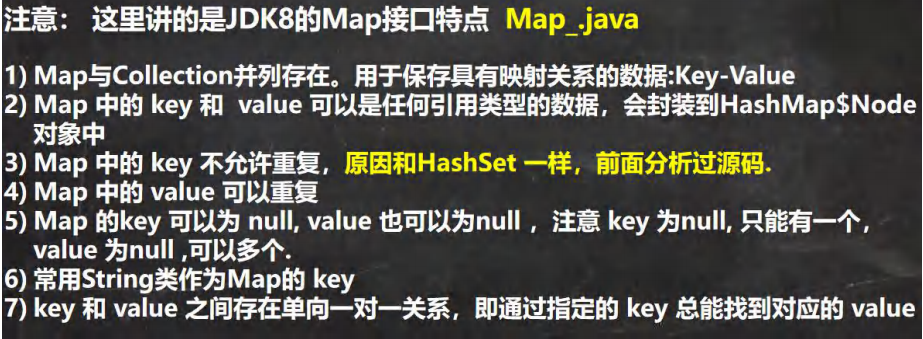 注意： 这里讲的是JDK8的Map接口特点 Map_.java
1) Map与Collection并列存在。用于保存具有映射关系的数据:Key-Value
2) Map 中的 key 和 value 可以是任何引用类型的数据，会封装到HashMap$Node
对象中
3) Map 中的 key 不允许重复，原因和HashSet 一样，前面分析过源码.
4) Map 中的 value 可以重复
5) Map 的key 可以为 null, value 也可以为null ，注意 key 为null, 只能有一个，
value 为null ,可以多个.
6) 常用String类作为Map的 key
7) key 和 value 之间存在单向一对一关系，即通过指定的 key 总能找到对应的 value